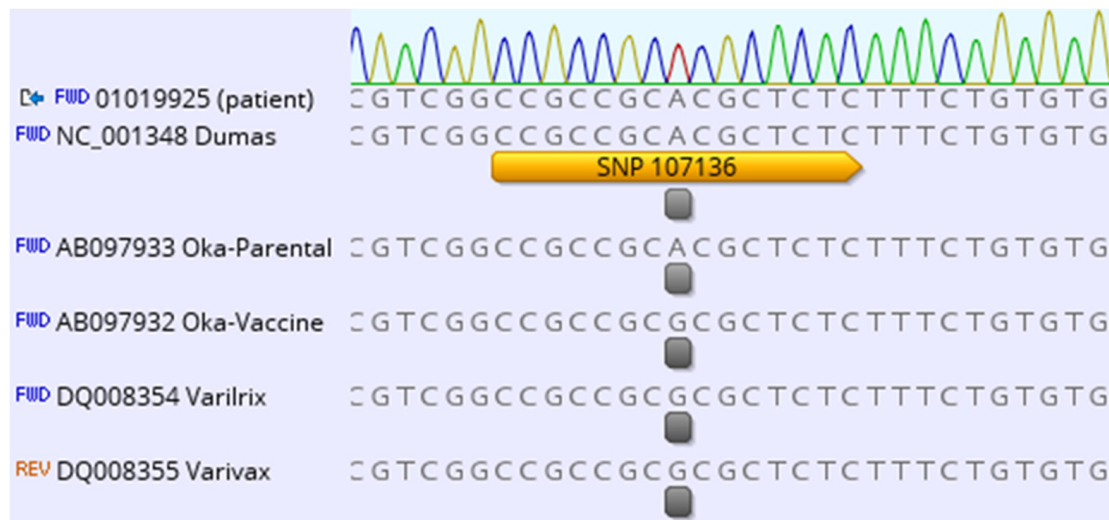 FWD 01019925 (patient) CGTCGGCCGCCGCACGCTCTCTTTCTGTGTG
FWD NC_001348 Dumas CGTCGGCCGCCGCACGCTCTCTTTCTGTGTG
SNP 107136
FWD AB097933 Oka-Parental CGTCGGCCGCCGCACGCTCTCTTTCTGTGTG
FWD AB097932 Oka-Vaccine CGTCGGCCGCCGCGCGCTCTCTTTCTGTGTG
FWD DQ008354 Varilrix CGTCGGCCGCCGCGCGCTCTCTTTCTGTGTG
REV DQ008355 Varivax CGTCGGCCGCCGCGCGCTCTCTTTCTGTGTG